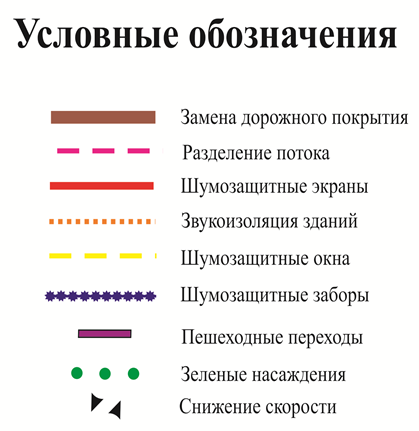 Условные обозначения
Замена дорожного покрытия
Разделение потока
Шумозащитные экраны
Звукоизоляция зданий
Шумозащитные окна
Шумозащитные заборы
Пешеходные переходы
Зеленые насаждения
Снижение скорости